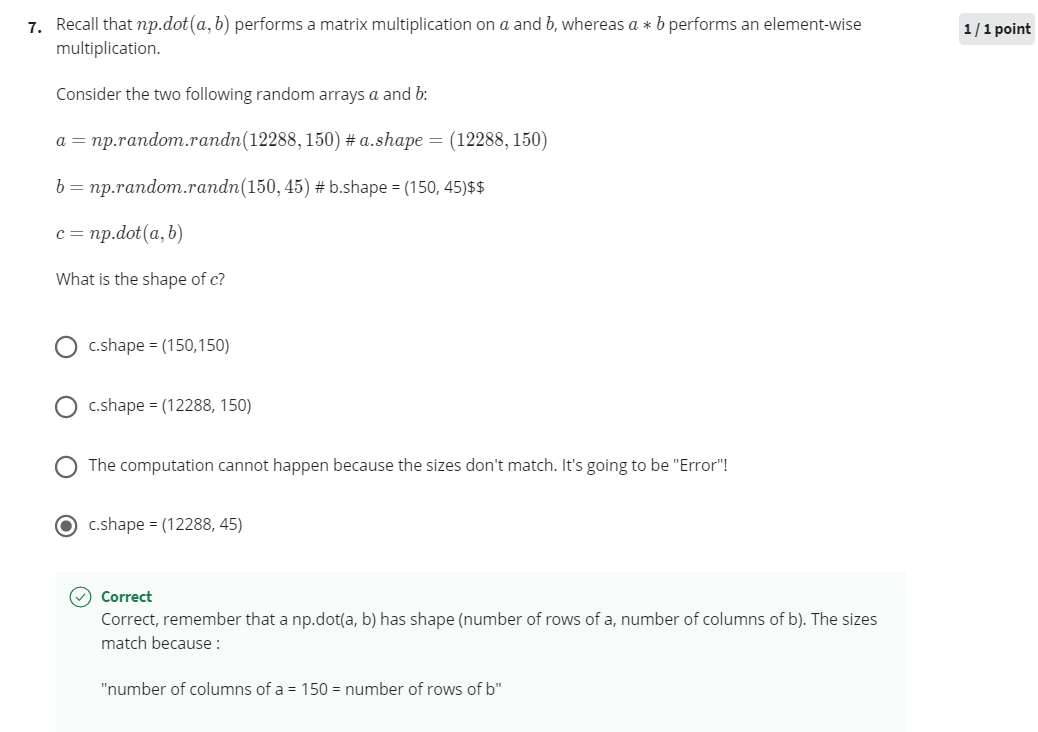 7. Recall that np.dot(a, b) performs a matrix multiplication on a and b, whereas a ∗ b performs an element-wise
1 / 1 point
multiplication.
Consider the two following random arrays a and b:
a = np.random.randn(12288, 150) # a.shape = (12288, 150)
b = np.random.randn(150, 45) # b.shape = (150, 45)$$
c = np.dot(a, b)
What is the shape of c?
c.shape = (150,150)
c.shape = (12288, 150)
The computation cannot happen because the sizes don't match. It's going to be "Error"!
c.shape = (12288, 45)
Correct
Correct, remember that a np.dot(a, b) has shape (number of rows of a, number of columns of b). The sizes
match because :
"number of columns of a = 150 = number of rows of b"